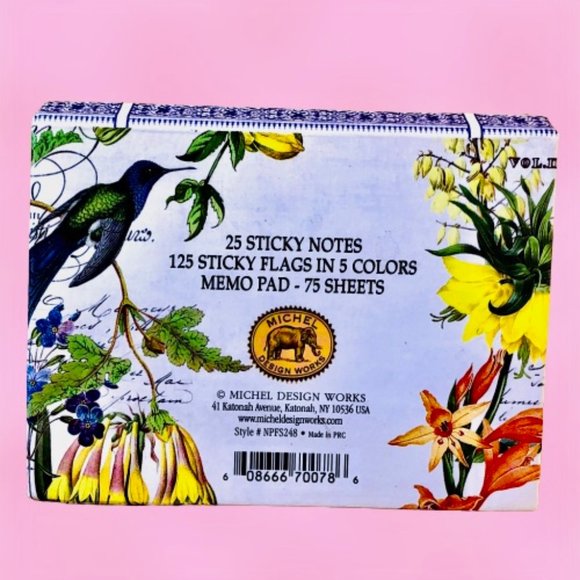 VOL.I
25 STICKY NOTES
125 STICKY FLAGS IN 5 COLORS
MEMO PAD - 75 SHEETS
MICHEL
DESIGN WORKS
© MICHEL DESIGN WORKS
41 Katonah Avenue, Katonah, NY 10536 USA
www.micheldesignworks.com
Style # NPFS248 • Made in PRC
6 08666 70078 6